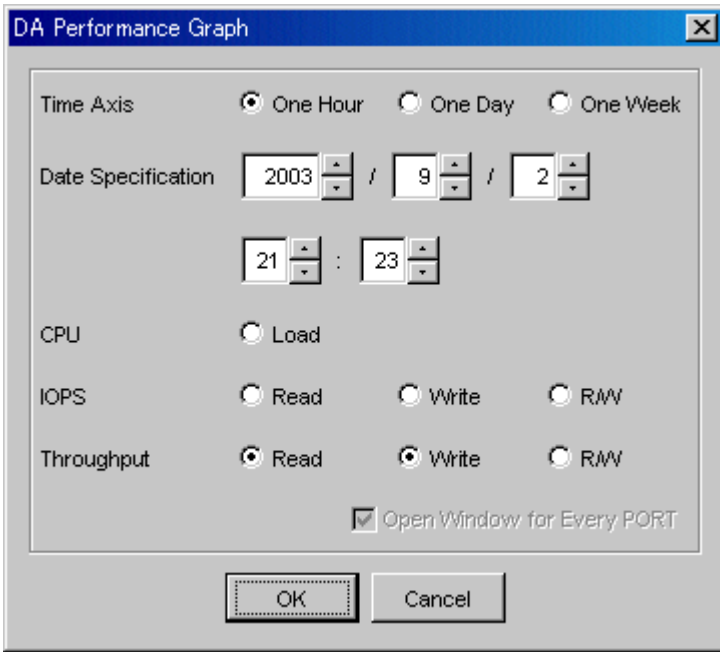 DA Performance Graph
Time Axis One Hour One Day One Week
Date Specification 2003 / 9 / 2
21 : 23
CPU Load
IOPS Read Write R/W
Throughput Read Write R/W
Open Window for Every PORT
OK Cancel